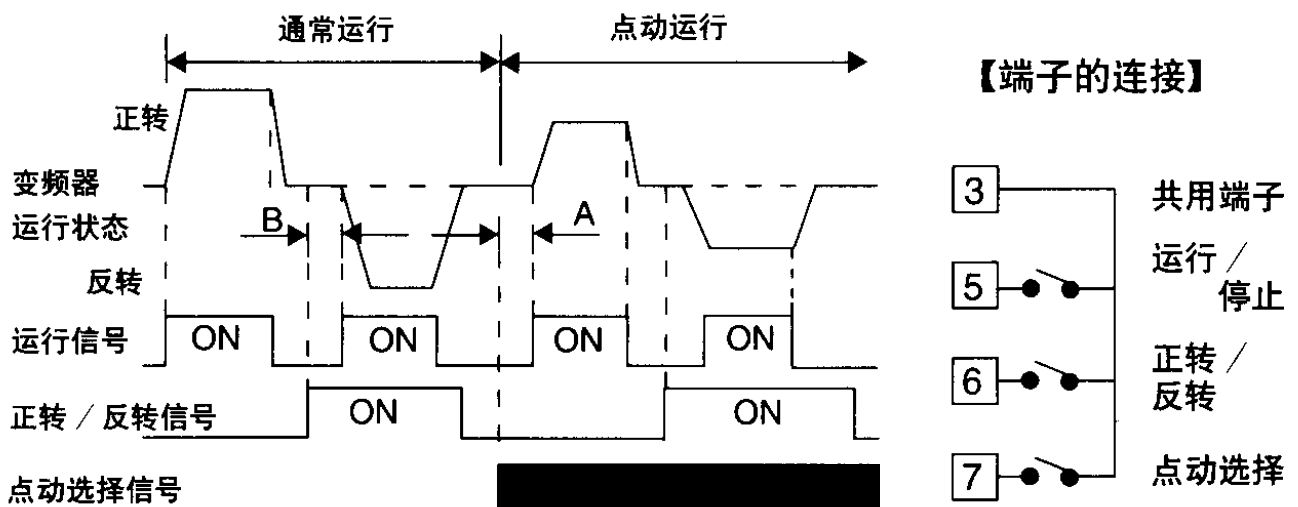 通常运行
点动运行
【端子的连接】
正转
变频器
运行状态
反转
B
A
运行信号
ON
ON
ON
ON
正转／反转信号
ON
ON
点动选择信号
3
共用端子
5
运行／
停止
6
正转／
反转
7
点动选择